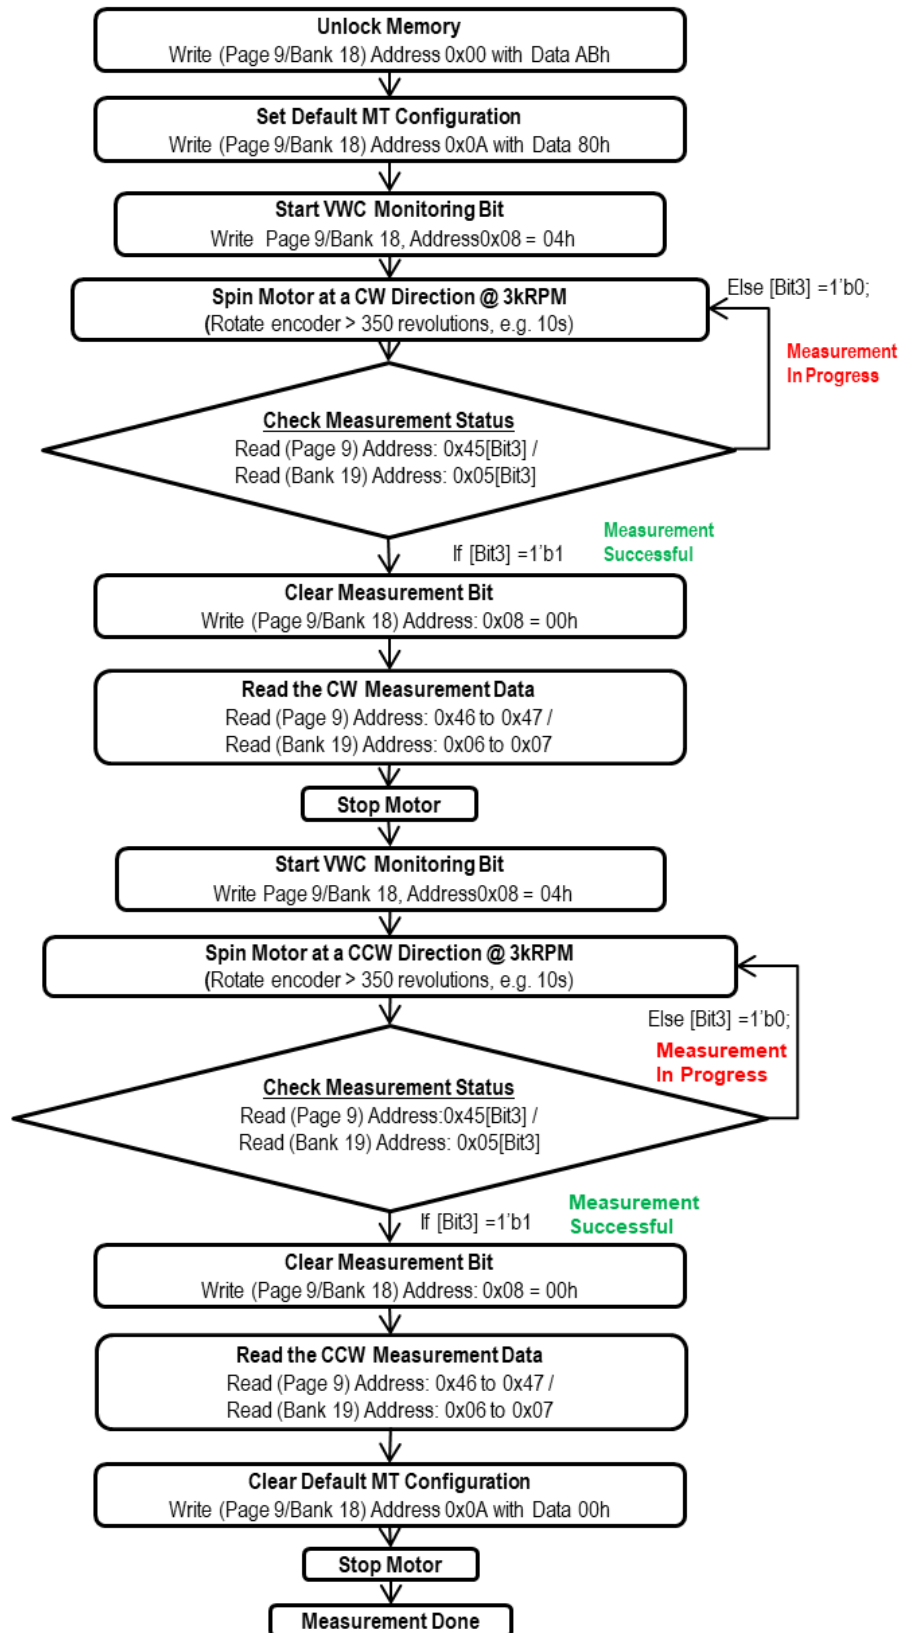 Unlock Memory
Write (Page 9/Bank 18) Address 0x00 with Data ABh
Set Default MT Configuration
Write (Page 9/Bank 18) Address 0x0A with Data 80h
Start VWC Monitoring Bit
Write Page 9/Bank 18, Address0x08 = 04h
Spin Motor at a CW Direction @ 3kRPM
(Rotate encoder > 350 revolutions, e.g. 10s)
Else [Bit3] =1'b0;
Measurement
In Progress
Check Measurement Status
Read (Page 9) Address: 0x45[Bit3] /
Read (Bank 19) Address: 0x05[Bit3]
If [Bit3] =1'b1
Measurement
Successful
Clear Measurement Bit
Write (Page 9/Bank 18) Address: 0x08 = 00h
Read the CW Measurement Data
Read (Page 9) Address: 0x46 to 0x47 /
Read (Bank 19) Address: 0x06 to 0x07
Stop Motor
Start VWC Monitoring Bit
Write Page 9/Bank 18, Address0x08 = 04h
Spin Motor at a CCW Direction @ 3kRPM
(Rotate encoder > 350 revolutions, e.g. 10s)
Else [Bit3] =1'b0;
Measurement
In Progress
Check Measurement Status
Read (Page 9) Address:0x45[Bit3] /
Read (Bank 19) Address: 0x05[Bit3]
If [Bit3] =1'b1
Measurement
Successful
Clear Measurement Bit
Write (Page 9/Bank 18) Address: 0x08 = 00h
Read the CCW Measurement Data
Read (Page 9) Address: 0x46 to 0x47 /
Read (Bank 19) Address: 0x06 to 0x07
Clear Default MT Configuration
Write (Page 9/Bank 18) Address 0x0A with Data 00h
Stop Motor
Measurement Done